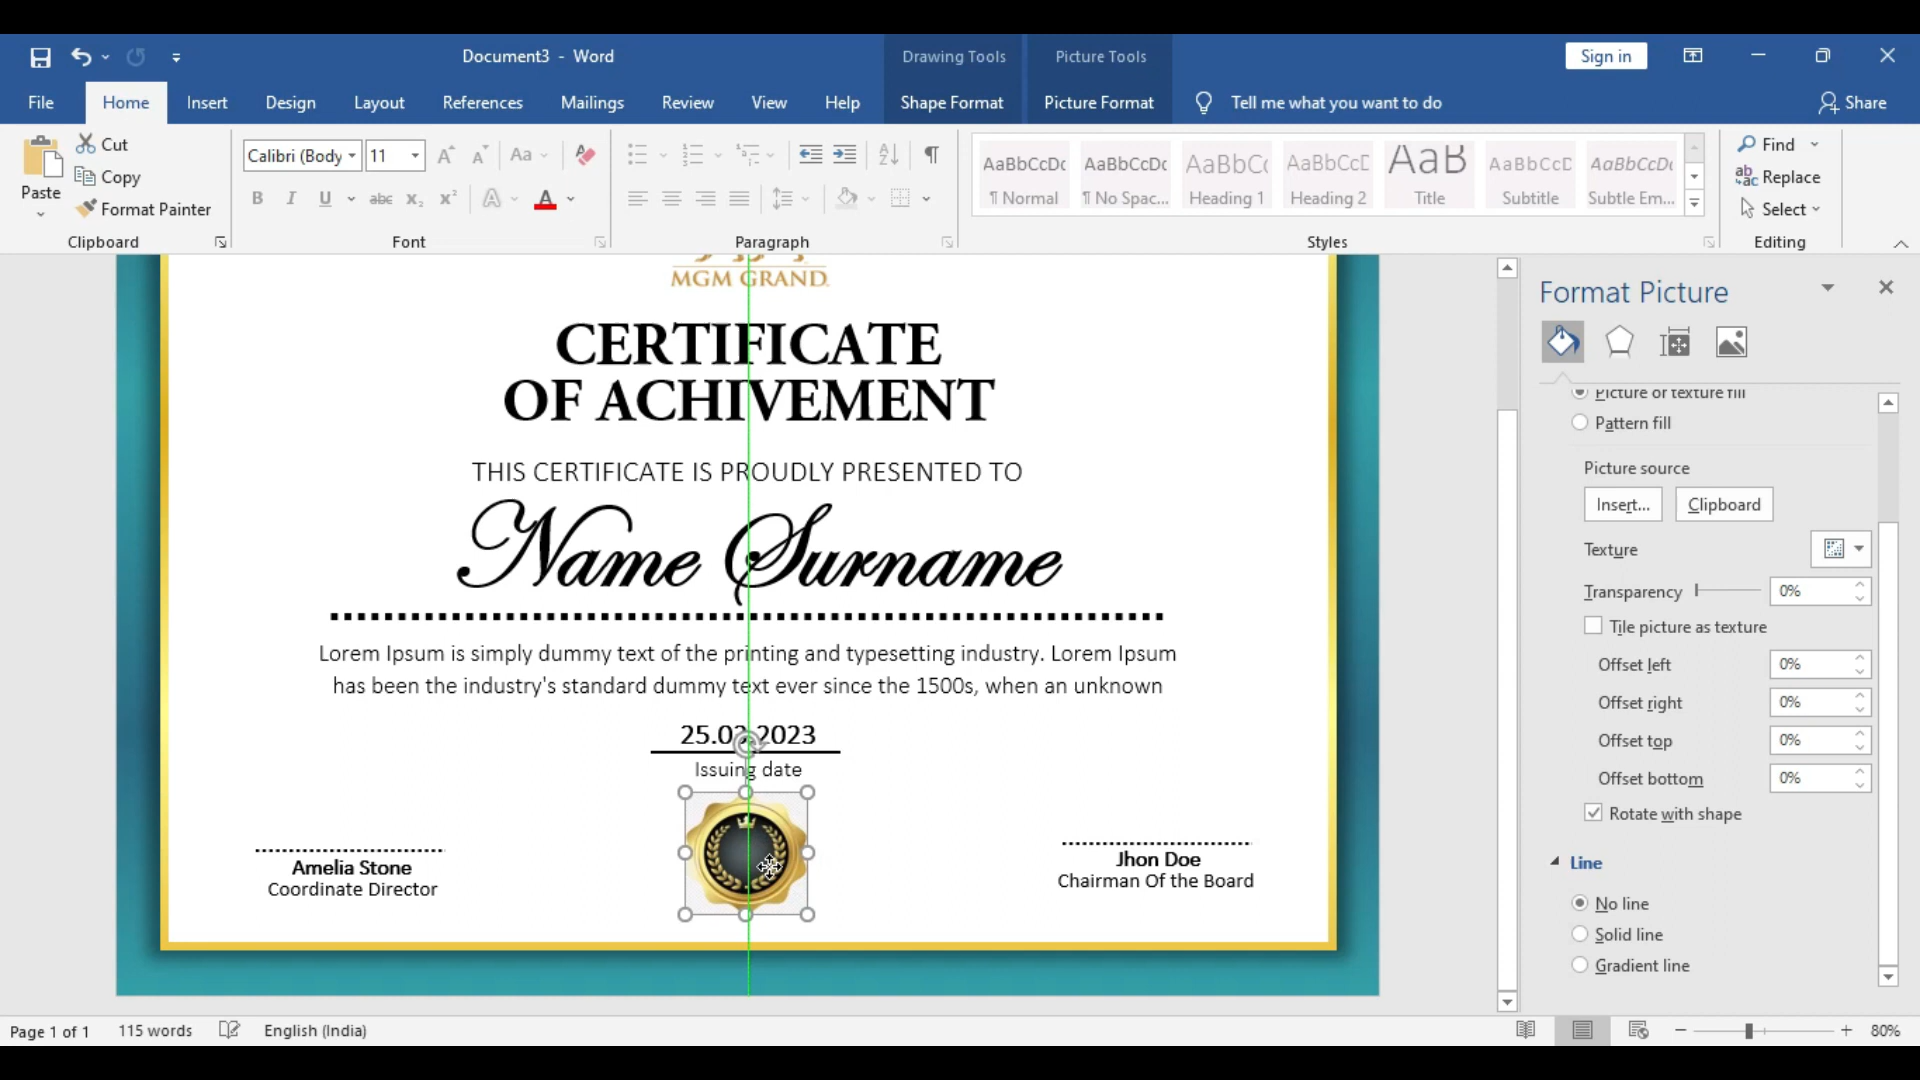 Document3 - Word
Drawing Tools
Picture Tools
Sign in
File
Home
Insert
Design
Layout
References
Mailings
Review
View
Help
Shape Format
Picture Format
Tell me what you want to do
Share
Paste
Cut
Copy
Format Painter
Clipboard
Calibri (Body
11
Aa
B I U abc X₂ X²
A
A
Font
Paragraph
AaBbCcDc
¶ Normal
AaBbCcDc
¶ No Spac...
AaBbC(
Heading 1
AaBbCcE
Heading 2
AaB
Title
AaBbCcD
Subtitle
AaBbCcDc
Subtle Em...
Styles
Find
Replace
Select
Editing
MGM GRAND
CERTIFICATE
OF ACHIVEMENT
THIS CERTIFICATE IS PROUDLY PRESENTED TO
Name Surname
Lorem Ipsum is simply dummy text of the printing and typesetting industry. Lorem Ipsum
has been the industry's standard dummy text ever since the 1500s, when an unknown
Issuing date
Amelia Stone
Coordinate Director
Jhon Doe
Chairman Of the Board
Format Picture
Picture or texture fill
Pattern fill
Picture source
Insert...
Clipboard
Texture
Transparency
0%
Tile picture as texture
Offset left
0%
Offset right
0%
Offset top
0%
Offset bottom
0%
Rotate with shape
Line
No line
Solid line
Gradient line
Page 1 of 1
115 words
English (India)
80%